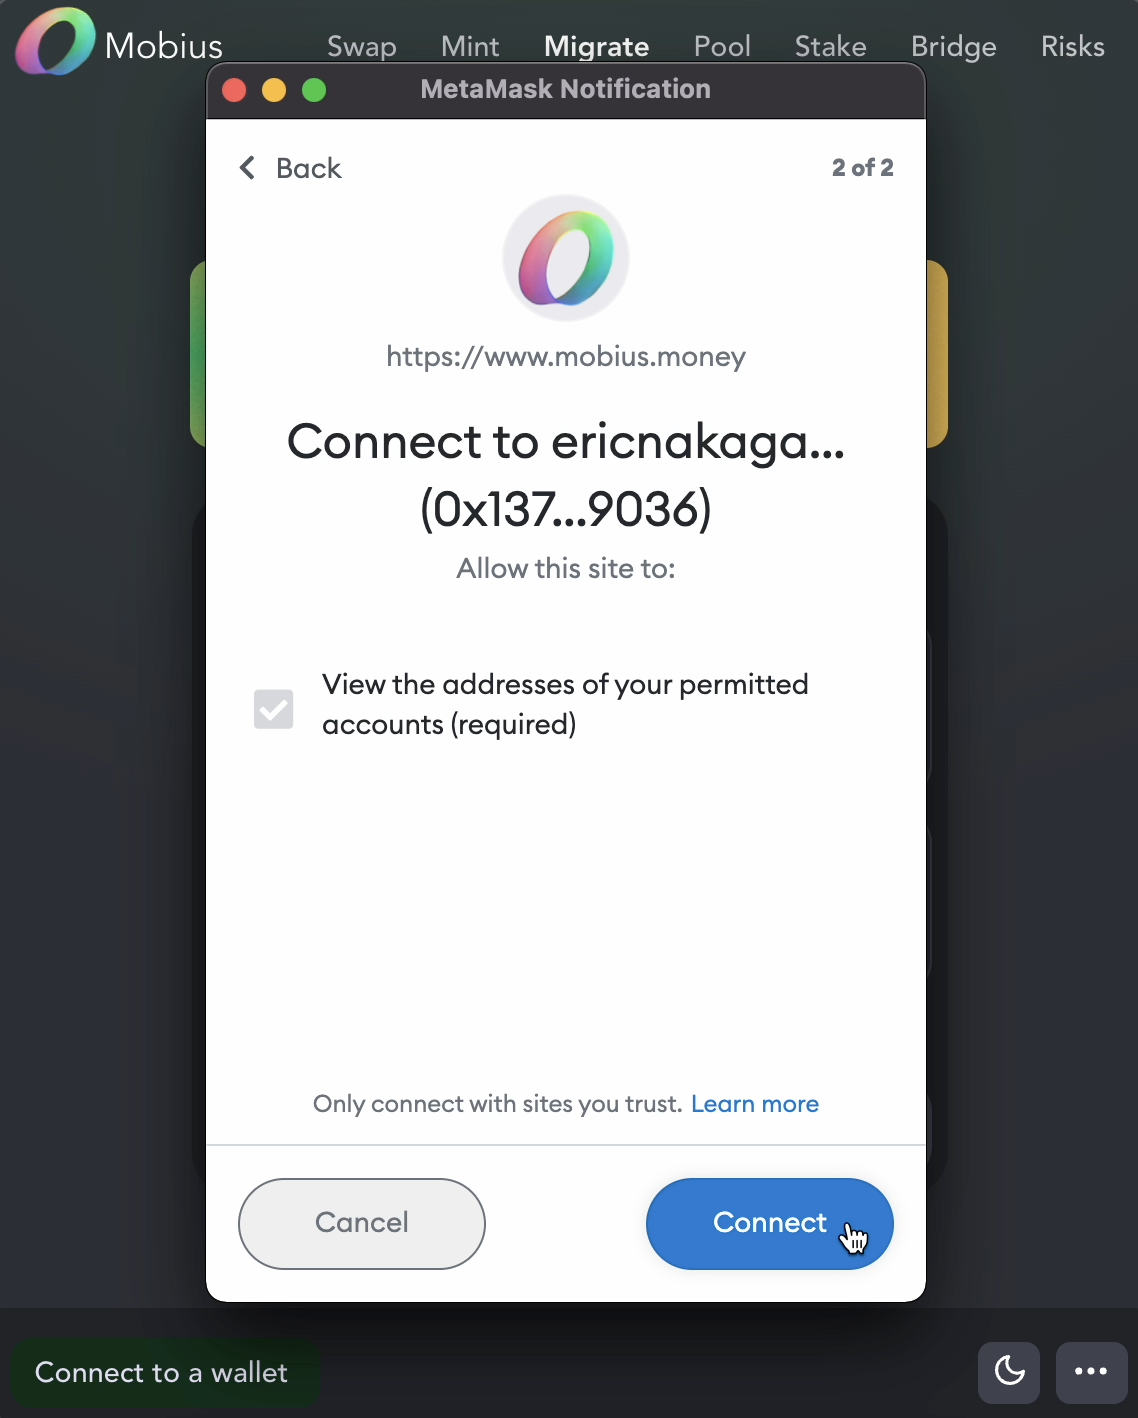 Mobius
Swap
Mint
Migrate
Pool
Stake
Bridge
Risks
MetaMask Notification
Back
2 of 2
https://www.mobius.money
Connect to ericnakaga...
(0x137...9036)
Allow this site to:
View the addresses of your permitted
accounts (required)
Only connect with sites you trust. Learn more
Cancel
Connect
Connect to a wallet